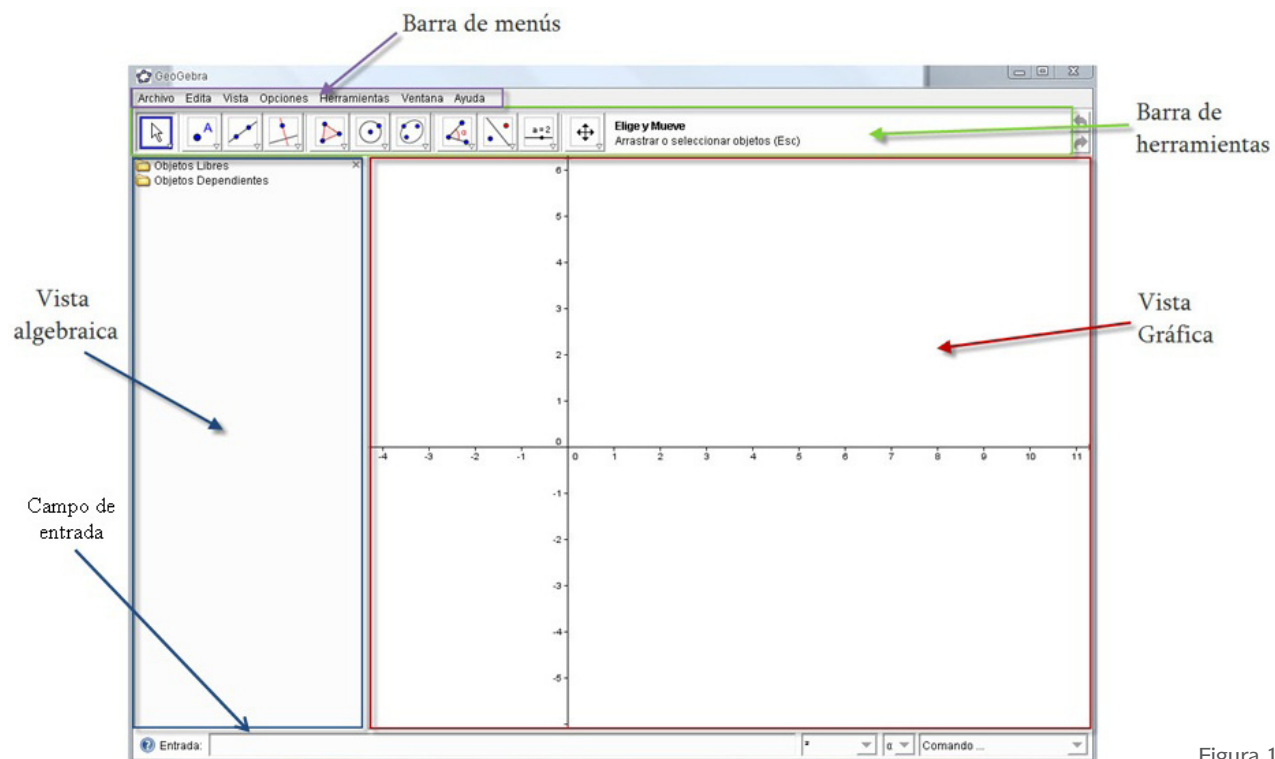 Barra de menús
GeoGebra
Archivo Edita Vista Opciones Herramientas Ventana Ayuda
A
a=2
Elige y Mueve
Arrastrar o seleccionar objetos (Esc)
Barra de
herramientas
Objetos Libres
Objetos Dependientes
Vista
algebraica
Vista
Gráfica
Campo de
entrada
6
5
4
3
2
1
0
-4 -3 -2 -1 0 1 2 3 4 5 6 7 8 9 10 11
-1
-2
-3
-4
-5
Entrada:
²
α
Comando ...
Figura 1